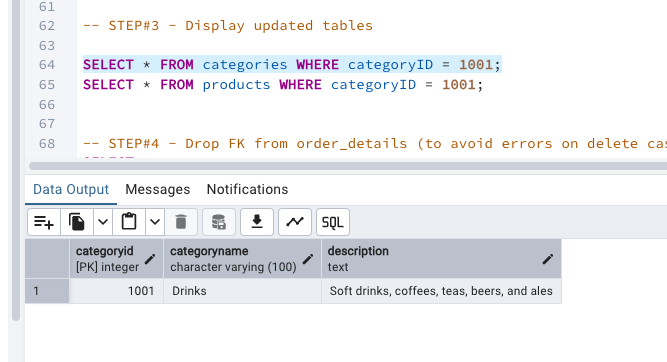 61
62 -- STEP#3 - Display updated tables
63
64 SELECT * FROM categories WHERE categoryID = 1001;
65 SELECT * FROM products WHERE categoryID = 1001;
66
67
68 -- STEP#4 - Drop FK from order_details (to avoid errors on delete cas
Data Output Messages Notifications
SQL
categoryid categoryname description
[PK] integer character varying (100) text
1 1001 Drinks Soft drinks, coffees, teas, beers, and ales